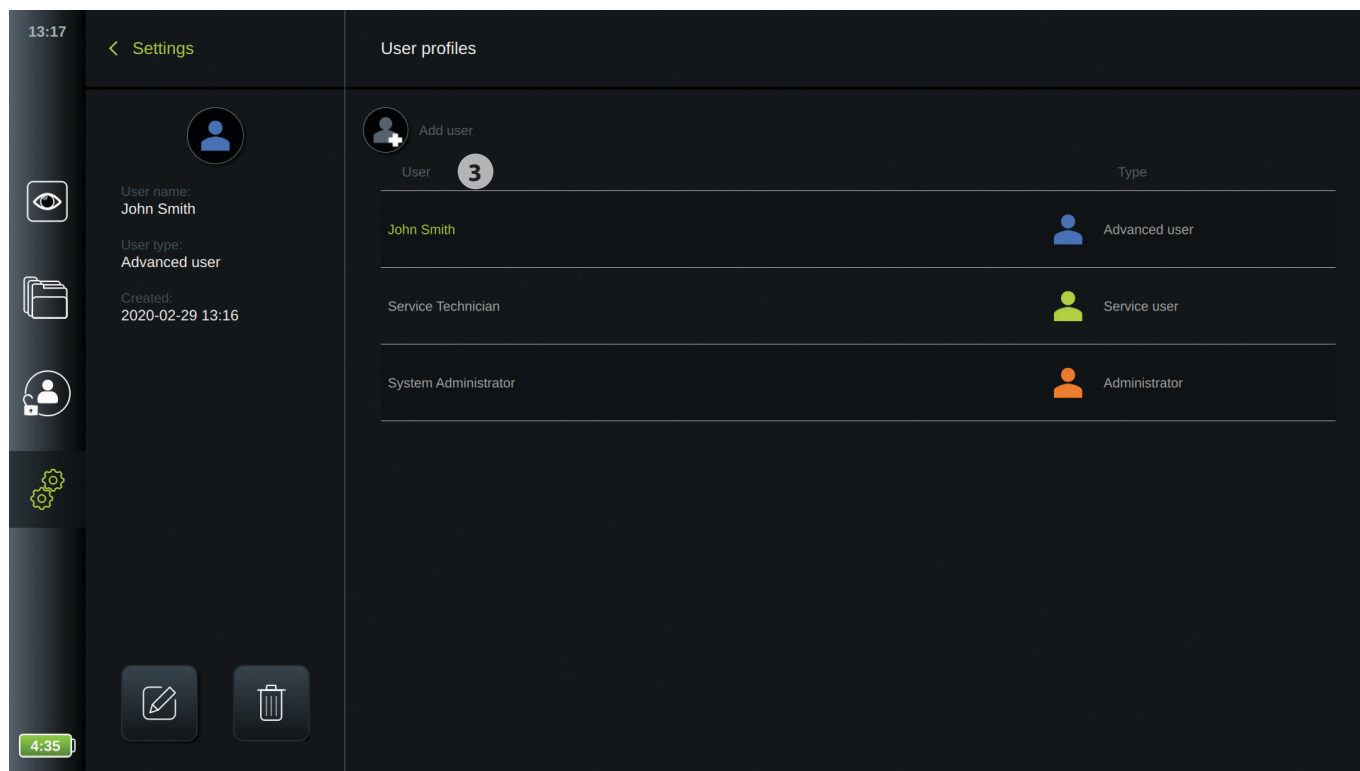 13:17
Settings
User profiles
Add user
User 3 Type
User name:
John Smith
User type:
Advanced user
Created:
2020-02-29 13:16
John Smith Advanced user
Service Technician Service user
System Administrator Administrator
4:35